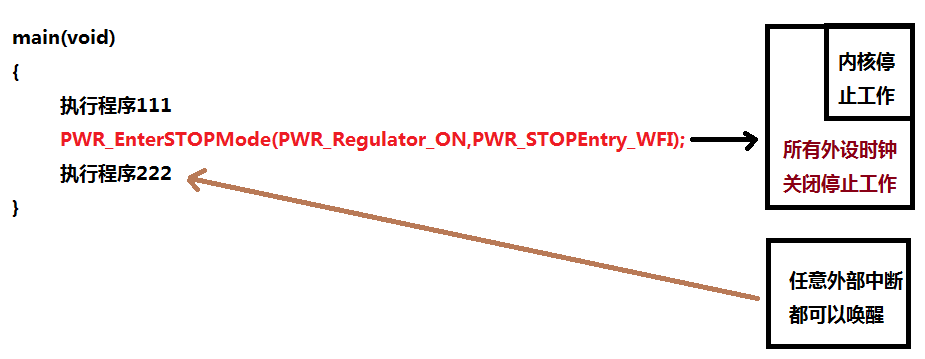 main(void)
{
执行程序111
PWR_EnterSTOPMode(PWR_Regulator_ON,PWR_STOPEntry_WFI);
执行程序222
}
内核停
止工作
所有外设时钟
关闭停止工作
任意外部中断
都可以唤醒